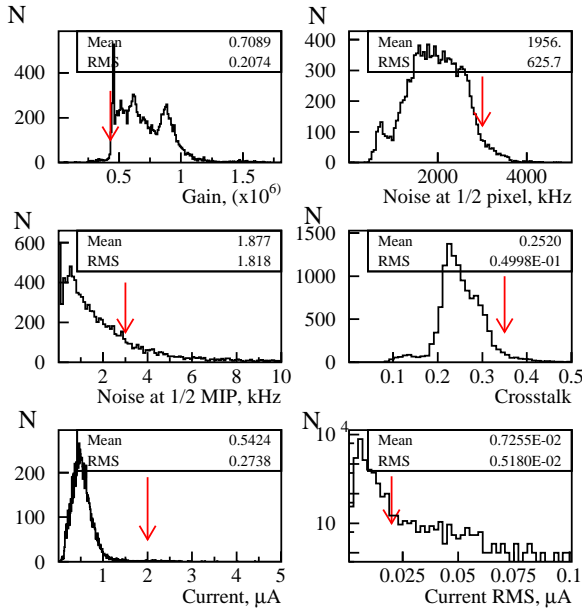 N
Mean 0.7089
RMS 0.2074
400
200
0
0.5 1 1.5
Gain, (x10⁶)
N
Mean 1956.
RMS 625.7
400
300
200
100
0
2000 4000
Noise at 1/2 pixel, kHz
N
Mean 1.877
RMS 1.818
600
400
200
0
2 4 6 8 10
Noise at 1/2 MIP, kHz
N
Mean 0.2520
RMS 0.4998E-01
1500
1000
500
0
0.1 0.2 0.3 0.4 0.5
Crosstalk
N
Mean 0.5424
RMS 0.2738
200
100
0
0 1 2 3 4 5
Current, μA
N
Mean 0.7255E-02
RMS 0.5180E-02
10⁴
10
0.025 0.05 0.075 0.1
Current RMS, μA